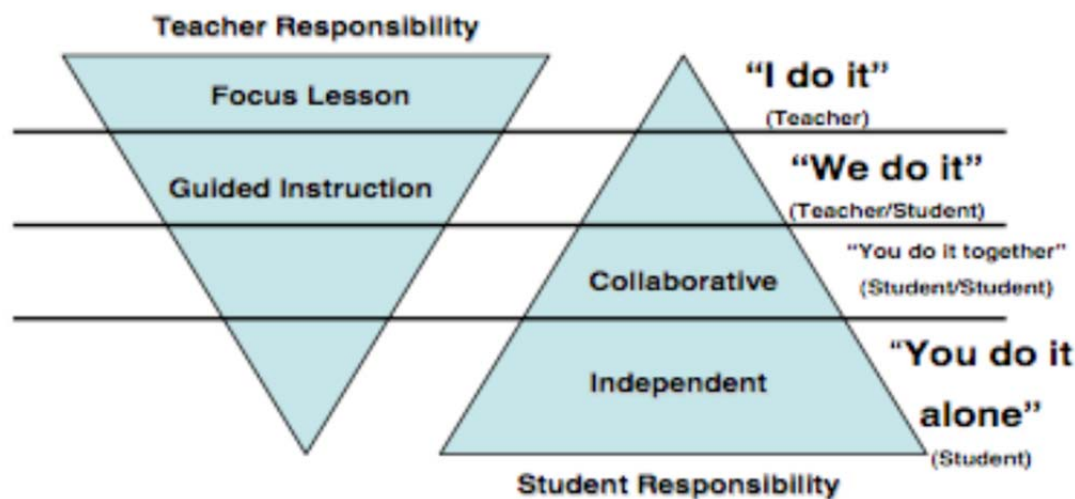 Teacher Responsibility
Focus Lesson
“I do it”
(Teacher)
Guided Instruction
“We do it”
(Teacher/Student)
Collaborative
“You do it together”
(Student/Student)
Independent
“You do it
alone”
(Student)
Student Responsibility